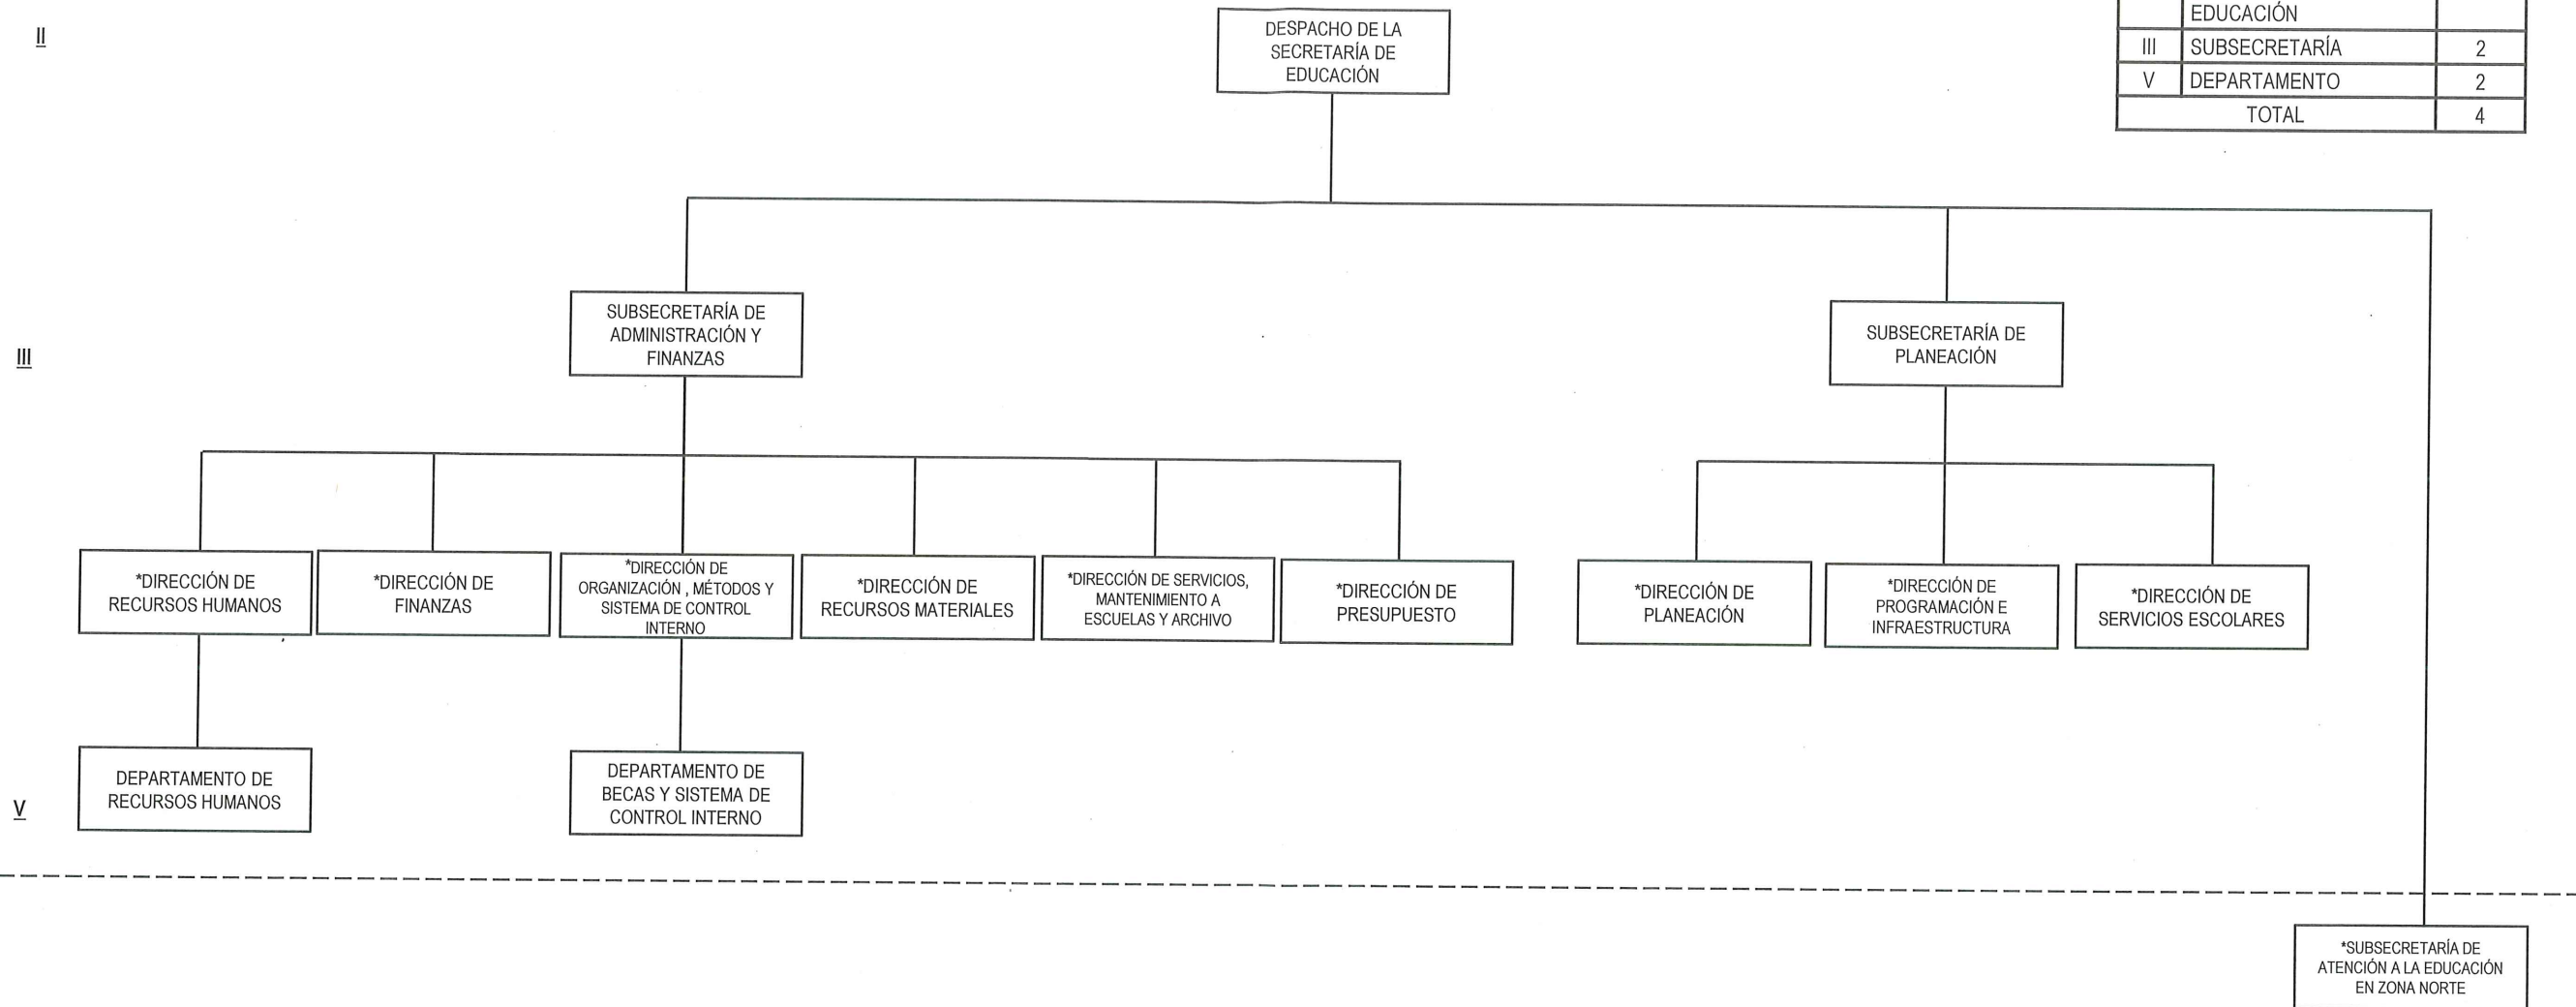 II
DESPACHO DE LA
SECRETARÍA DE
EDUCACIÓN
EDUCACIÓN
III SUBSECRETARÍA 2
V DEPARTAMENTO 2
TOTAL 4
III
SUBSECRETARÍA DE
ADMINISTRACIÓN Y
FINANZAS
SUBSECRETARÍA DE
PLANEACIÓN
*DIRECCIÓN DE
RECURSOS HUMANOS
*DIRECCIÓN DE
FINANZAS
*DIRECCIÓN DE
ORGANIZACIÓN , MÉTODOS Y
SISTEMA DE CONTROL
INTERNO
*DIRECCIÓN DE
RECURSOS MATERIALES
*DIRECCIÓN DE SERVICIOS,
MANTENIMIENTO A
ESCUELAS Y ARCHIVO
*DIRECCIÓN DE
PRESUPUESTO
*DIRECCIÓN DE
PLANEACIÓN
*DIRECCIÓN DE
PROGRAMACIÓN E
INFRAESTRUCTURA
*DIRECCIÓN DE
SERVICIOS ESCOLARES
V
DEPARTAMENTO DE
RECURSOS HUMANOS
DEPARTAMENTO DE
BECAS Y SISTEMA DE
CONTROL INTERNO
*SUBSECRETARÍA DE
ATENCIÓN A LA EDUCACIÓN
EN ZONA NORTE